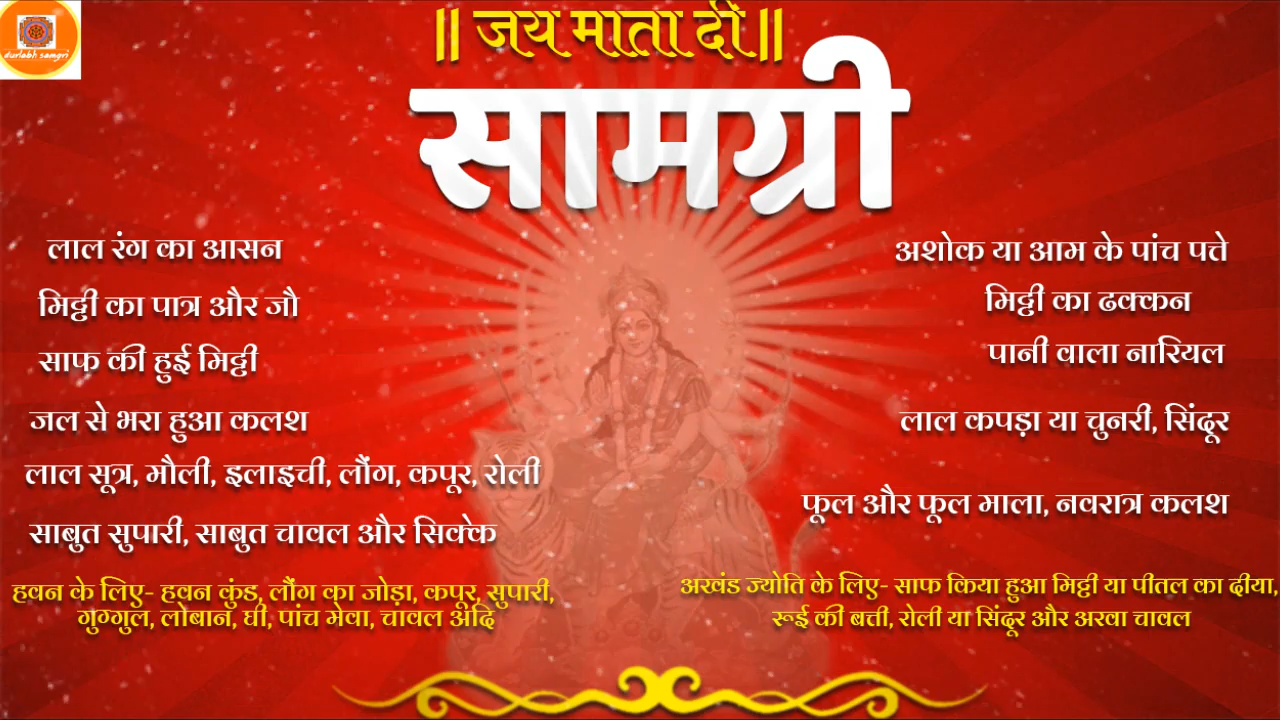 durlabh samgri
|| जय माता दी ||
सामग्री
लाल रंग का आसन
मिट्टी का पात्र और जौ
साफ की हुई मिट्टी
जल से भरा हुआ कलश
लाल सूत्र, मौली, इलाइची, लौंग, कपूर, रोली
साबुत सुपारी, साबुत चावल और सिक्के
हवन के लिए- हवन कुंड, लौंग का जोड़ा, कपूर, सुपारी,
गुग्गुल, लोबान, घी, पांच मेवा, चावल अदि
अशोक या आम के पांच पत्ते
मिट्टी का ढक्कन
पानी वाला नारियल
लाल कपड़ा या चुनरी, सिंदूर
फूल और फूल माला, नवरात्र कलश
अखंड ज्योति के लिए- साफ किया हुआ मिट्टी या पीतल का दीया,
रूई की बत्ती, रोली या सिंदूर और अरवा चावल